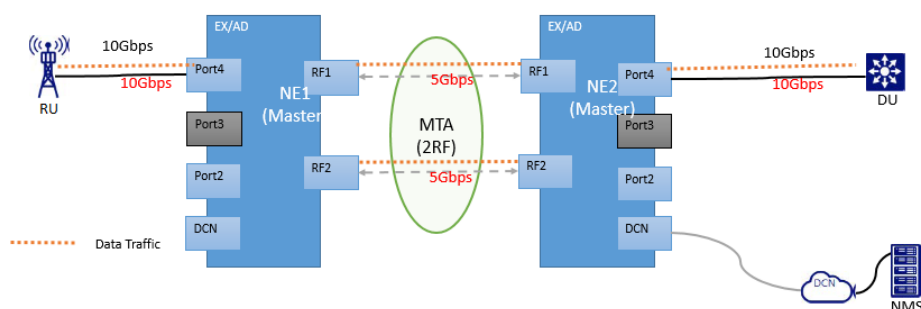 EX/AD
EX/AD
10Gbps
10Gbps
RU
Port4
Port3
Port2
DCN
NE1
(Master
RF1
RF2
5Gbps
MTA
(2RF)
5Gbps
RF1
RF2
NE2
(Master)
Port4
Port3
Port2
DCN
10Gbps
10Gbps
DU
Data Traffic
DCN
NMS